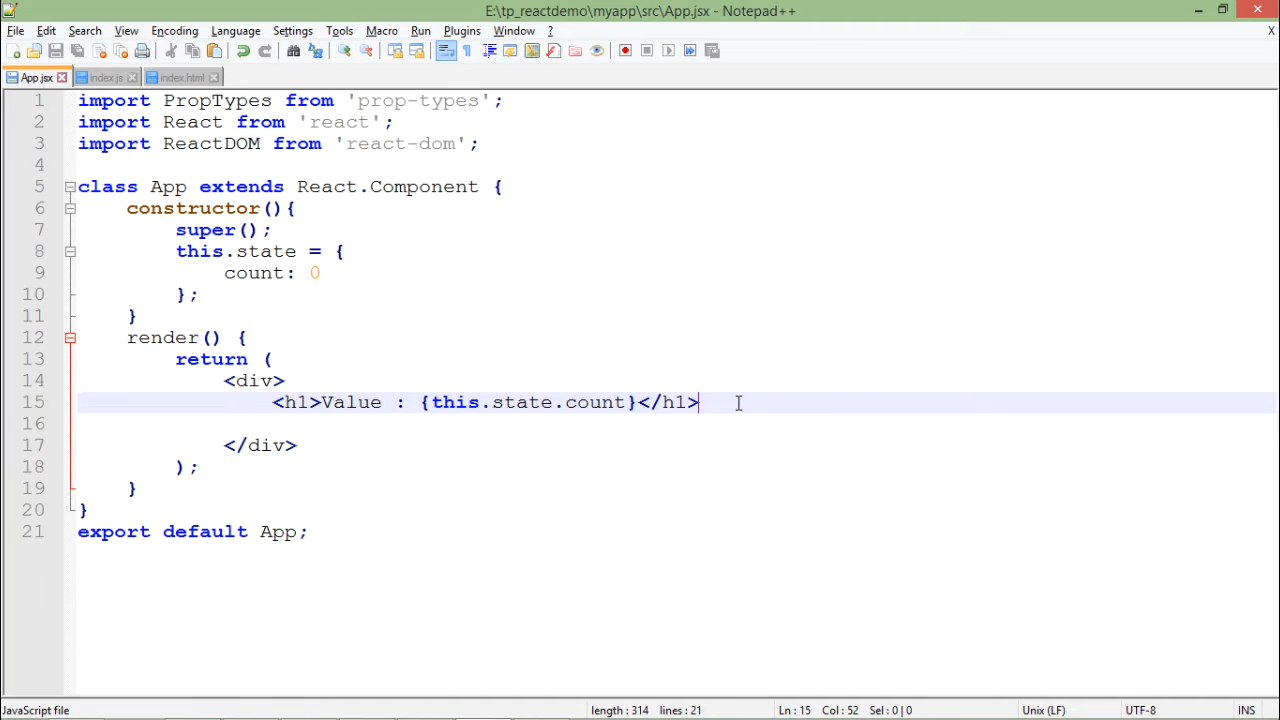 E:\tp_reactdemo\myapp\src\App.jsx - Notepad++
File Edit Search View Encoding Language Settings Tools Macro Run Plugins Window ? X
App.jsx index.js index.html
1 import PropTypes from 'prop-types';
2 import React from 'react';
3 import ReactDOM from 'react-dom';
4
5 class App extends React.Component {
6 constructor(){
7 super();
8 this.state = {
9 count: 0
10 };
11 }
12 render() {
13 return (
14 <div>
15 <h1>Value : {this.state.count}</h1>
16
17 </div>
18 );
19 }
20 }
21 export default App;
JavaScript file length : 314 lines : 21 Ln : 15 Col : 52 Sel : 0 | 0 Unix (LF) UTF-8 INS